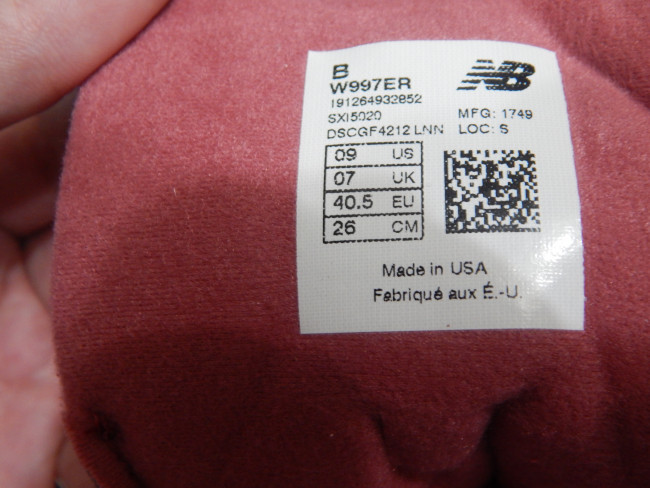 B
W997ER
191264932852
SXI5020
DSCGF4212 LNN
NB
MFG: 1749
LOC: S
09 US
07 UK
40.5 EU
26 CM
Made in USA
Fabriqué aux É.-U.